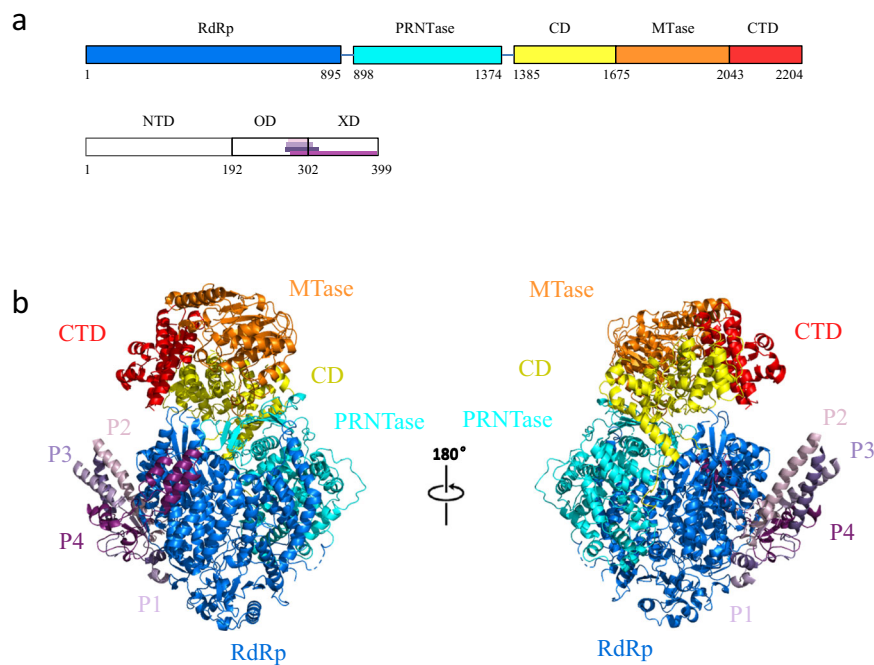 a
RdRp PRNTase CD MTase CTD
1 895 898 1374 1385 1675 2043 2204
NTD OD XD
1 192 302 399
b
MTase
CTD
CD
PRNTase
P2
P3
P4
P1
RdRp
180°
MTase
CTD
CD
PRNTase
P2
P3
P4
P1
RdRp